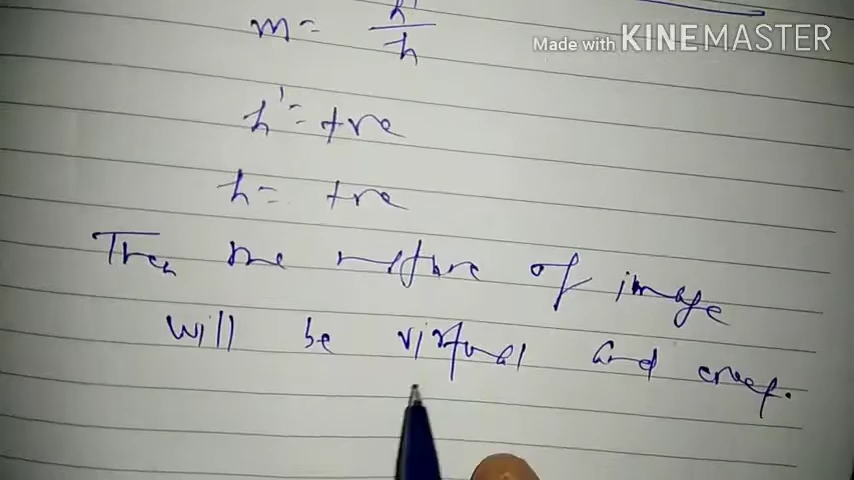 Made with KINEMASTER
m = h'/h
h' = +ve
h = +ve
Then the nature of image
will be virtual and erect.